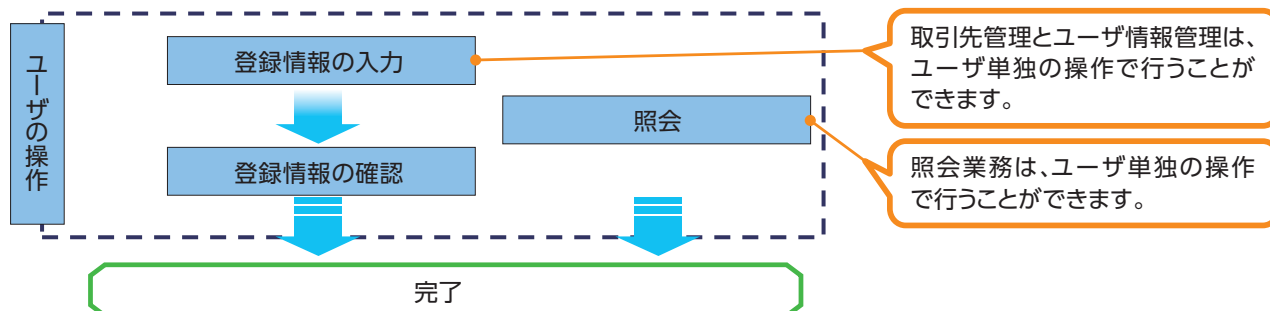 ユーザの操作
登録情報の入力
登録情報の確認
照会
完了
取引先管理とユーザ情報管理は、
ユーザ単独の操作で行うことが
できます。
照会業務は、ユーザ単独の操作
で行うことができます。